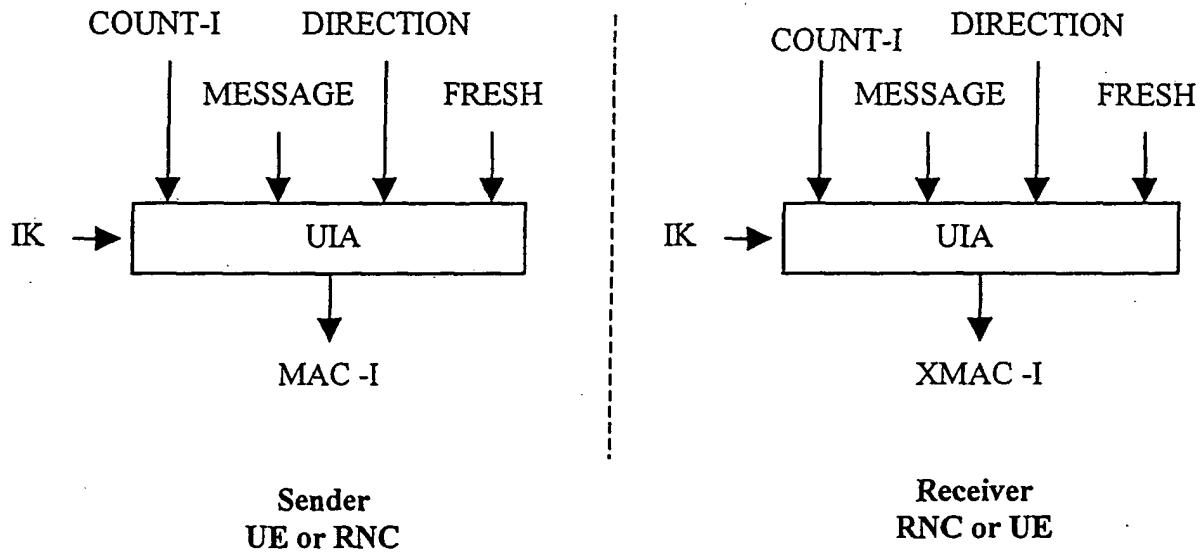 COUNT-I DIRECTION
MESSAGE FRESH
IK UIA
MAC -I
Sender
UE or RNC
COUNT-I DIRECTION
MESSAGE FRESH
IK UIA
XMAC -I
Receiver
RNC or UE